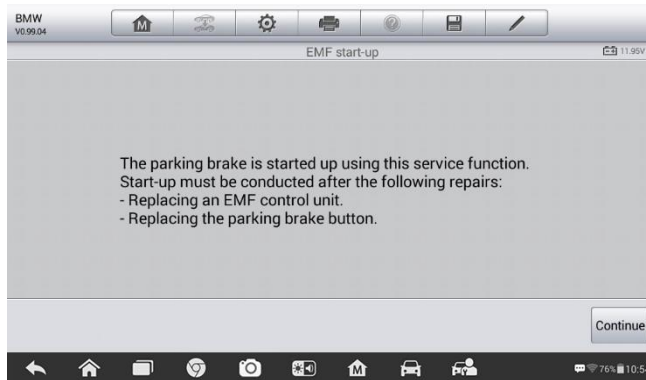 BMW
V0.99.04
EMF start-up
11.95V
The parking brake is started up using this service function.
Start-up must be conducted after the following repairs:
- Replacing an EMF control unit.
- Replacing the parking brake button.
Continue
76%